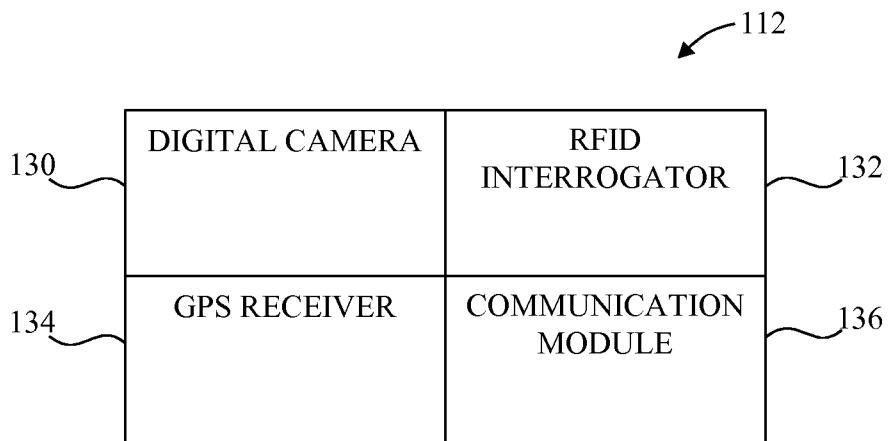 112
DIGITAL CAMERA
RFID
INTERROGATOR
130
132
GPS RECEIVER
COMMUNICATION
MODULE
134
136